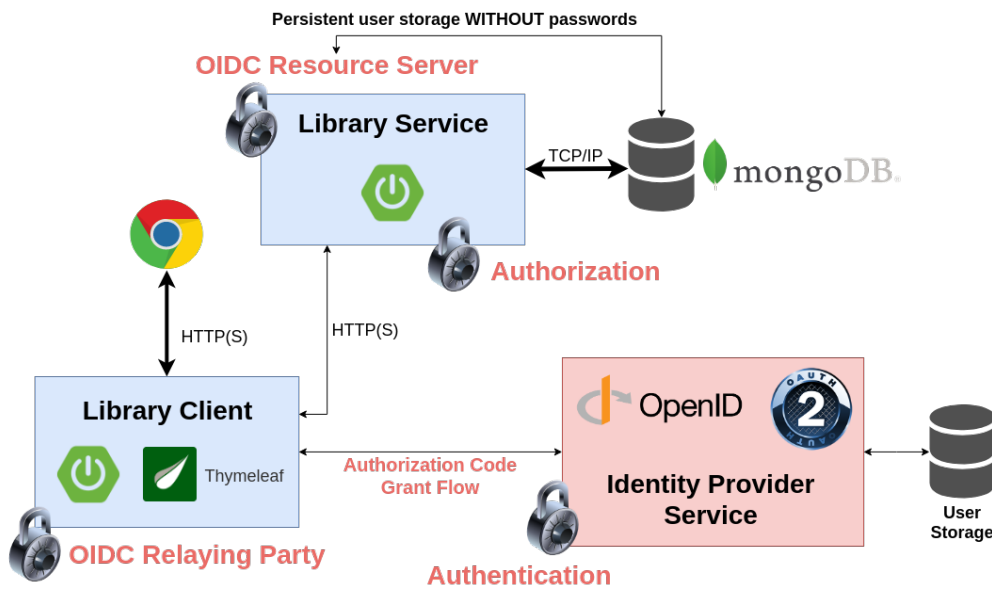 Persistent user storage WITHOUT passwords
OIDC Resource Server
Library Service
TCP/IP
mongoDB®
Authorization
HTTP(S)
HTTP(S)
Library Client
Thymeleaf
OIDC Relaying Party
Authorization Code
Grant Flow
OpenID
OAUTH
2
OAUTH
Identity Provider
Service
Authentication
User
Storage